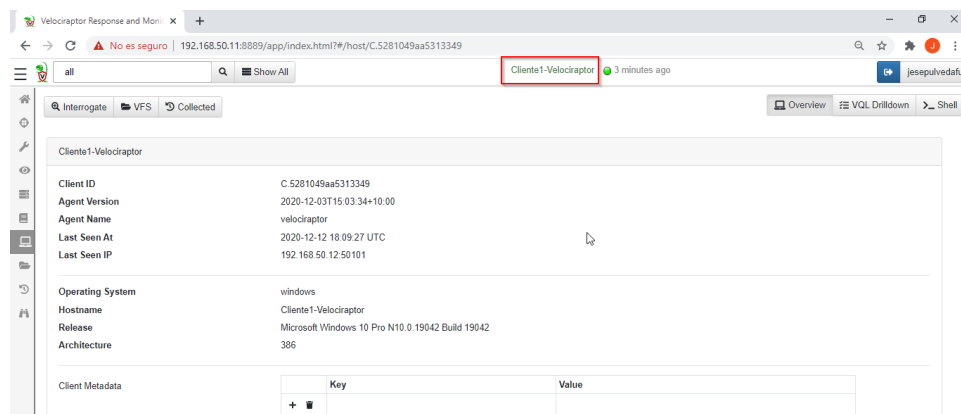 Velociraptor Response and Moni
No es seguro | 192.168.50.11:8889/app/index.html?#/host/C.5281049aa5313349
J
all
Show All
Cliente1-Velociraptor
3 minutes ago
jesepulvedafu
Interrogate
VFS
Collected
Overview
VQL Drilldown
Shell
Cliente1-Velociraptor
Client ID C.5281049aa5313349
Agent Version 2020-12-03T15:03:34+10:00
Agent Name velociraptor
Last Seen At 2020-12-12 18:09:27 UTC
Last Seen IP 192.168.50.12:50101
Operating System windows
Hostname Cliente1-Velociraptor
Release Microsoft Windows 10 Pro N10.0.19042 Build 19042
Architecture 386
Client Metadata
Key Value